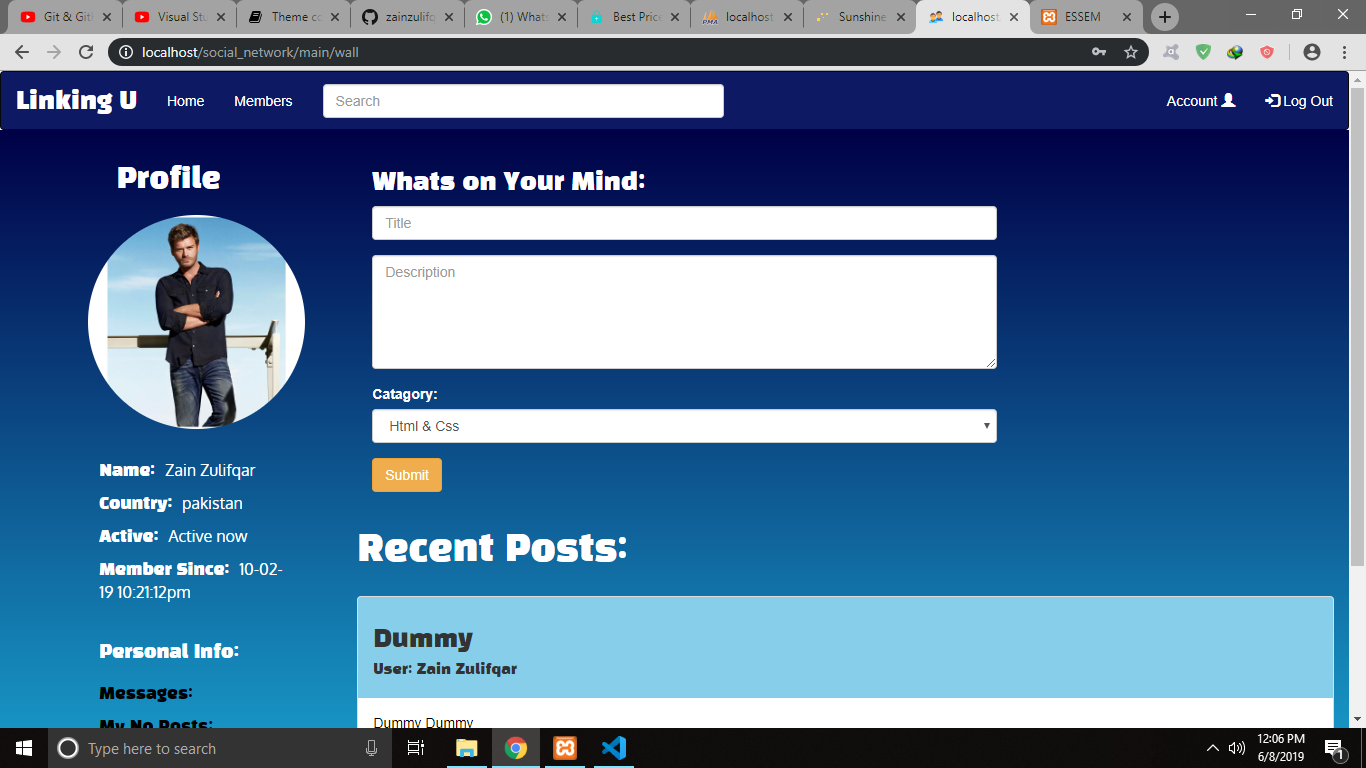 Git & Gith
Visual Stu
Theme co
zainzulifq
(1) Whats
Best Price
localhost
Sunshine
localhost
ESSEM
localhost/social_network/main/wall
Linking U Home Members Search Account Log Out
Profile
Name: Zain Zulifqar
Country: pakistan
Active: Active now
Member Since: 10-02-
19 10:21:12pm
Personal Info:
Messages:
My No Posts:
Whats on Your Mind:
Title
Description
Catagory:
Html & Css
Submit
Recent Posts:
Dummy
User: Zain Zulifqar
Dummy Dummy
Type here to search
12:06 PM
6/8/2019
1